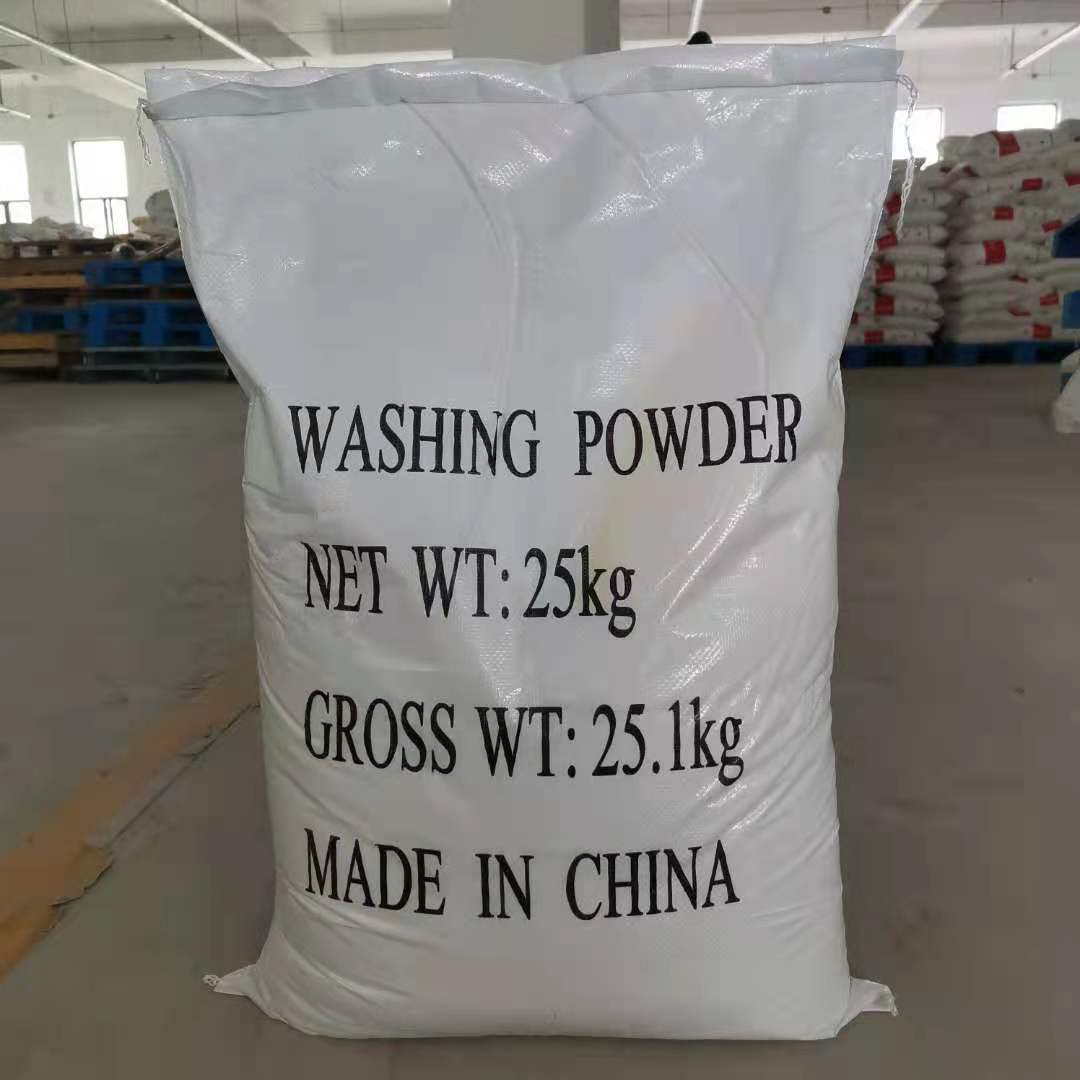 WASHING POWDER
NET WT: 25kg
GROSS WT: 25.1kg
MADE IN CHINA